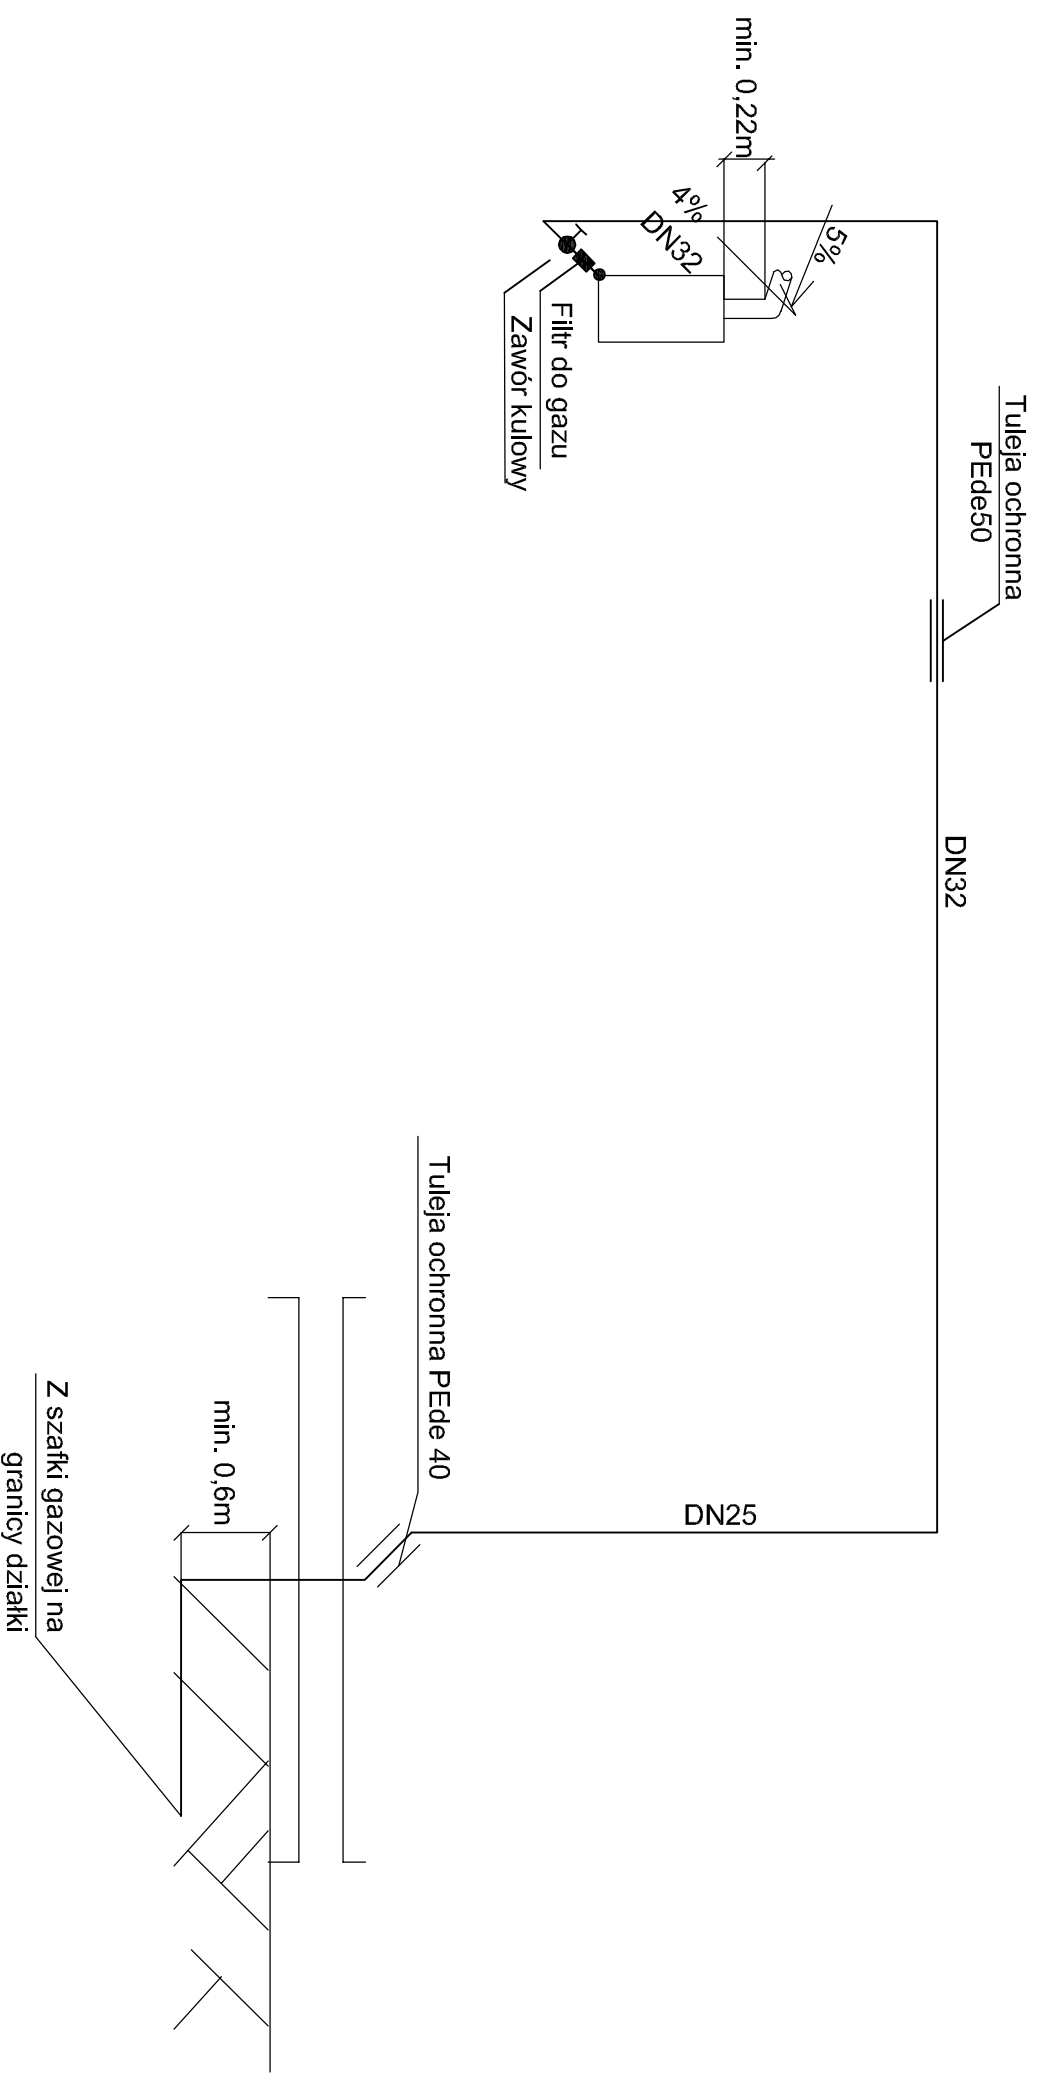 Tuleja ochronna
PEde50
DN32
5%
min. 0,22m
4%
DN32
DN25
Filtr do gazu
Zawór kulowy
Tuleja ochronna PEde 40
min. 0,6m
Z szafki gazowej na
granicy działki